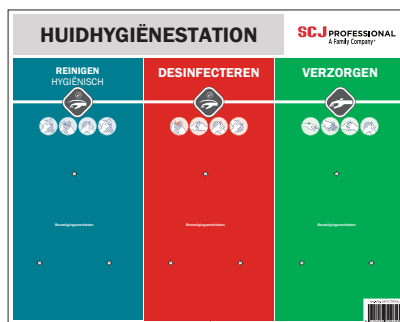 HUIDHYGIËNESTATION
SCJ PROFESSIONAL
A Family Company®
REINIGEN
HYGIËNISCH
DESINFECTEREN
VERZORGEN
Bevestigingsmiddelen
Bevestigingsmiddelen
Bevestigingsmiddelen